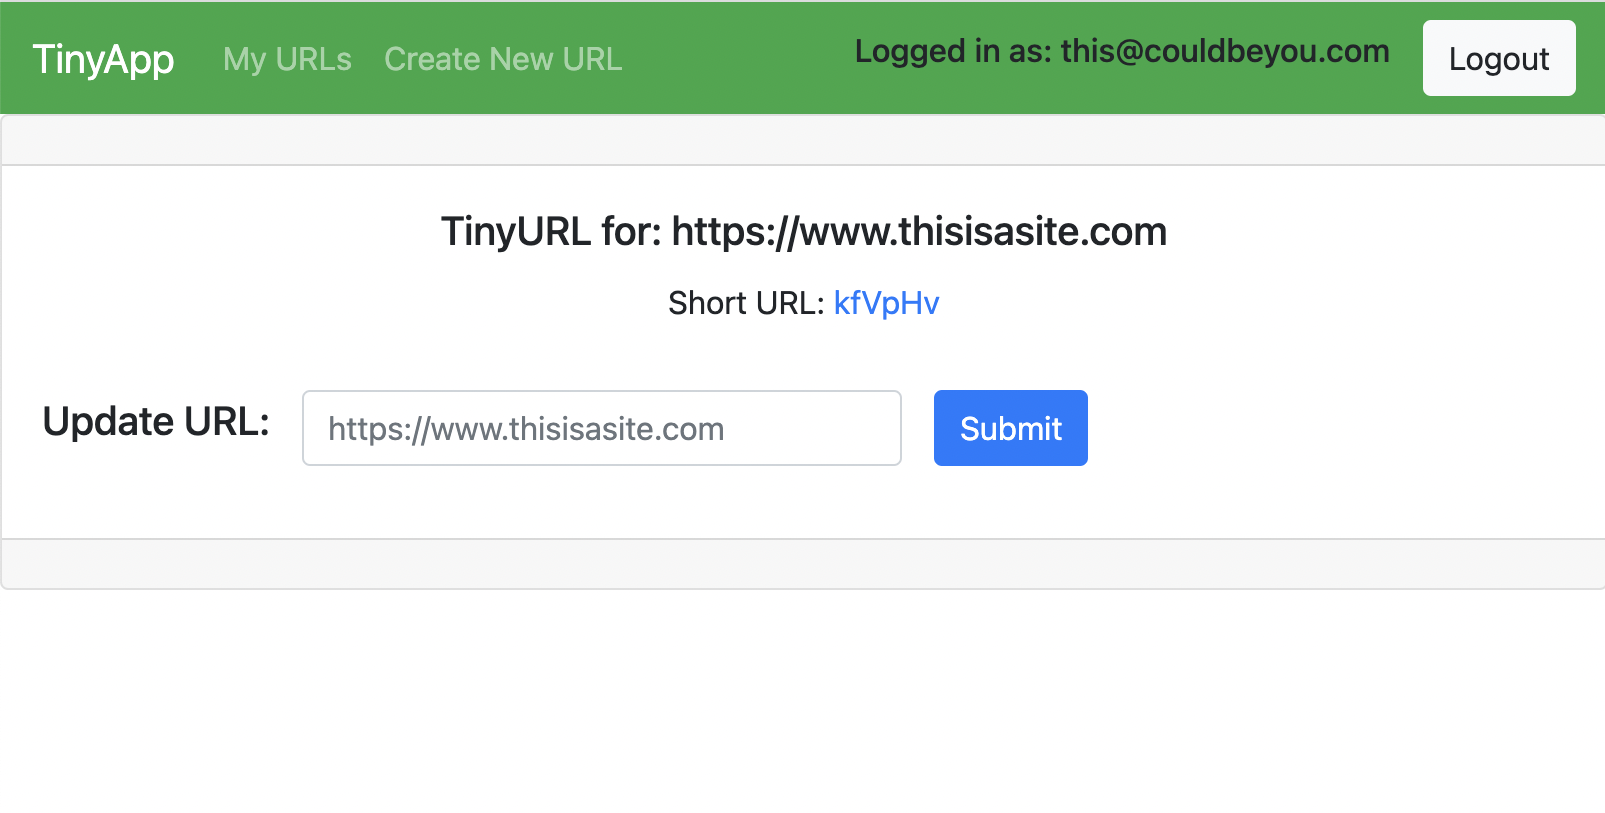 TinyApp My URLs Create New URL Logged in as: this@couldbeyou.com Logout
TinyURL for: https://www.thisisasite.com
Short URL: kfVpHv
Update URL: https://www.thisisasite.com Submit